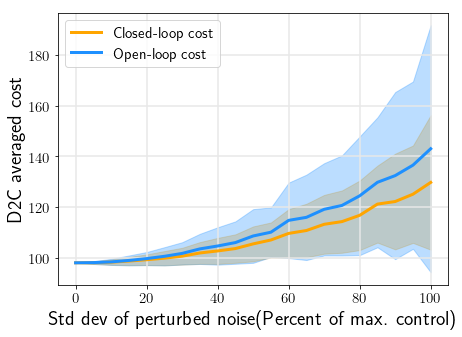 Closed-loop cost
Open-loop cost
D2C averaged cost
180
160
140
120
100
0 20 40 60 80 100
Std dev of perturbed noise(Percent of max. control)